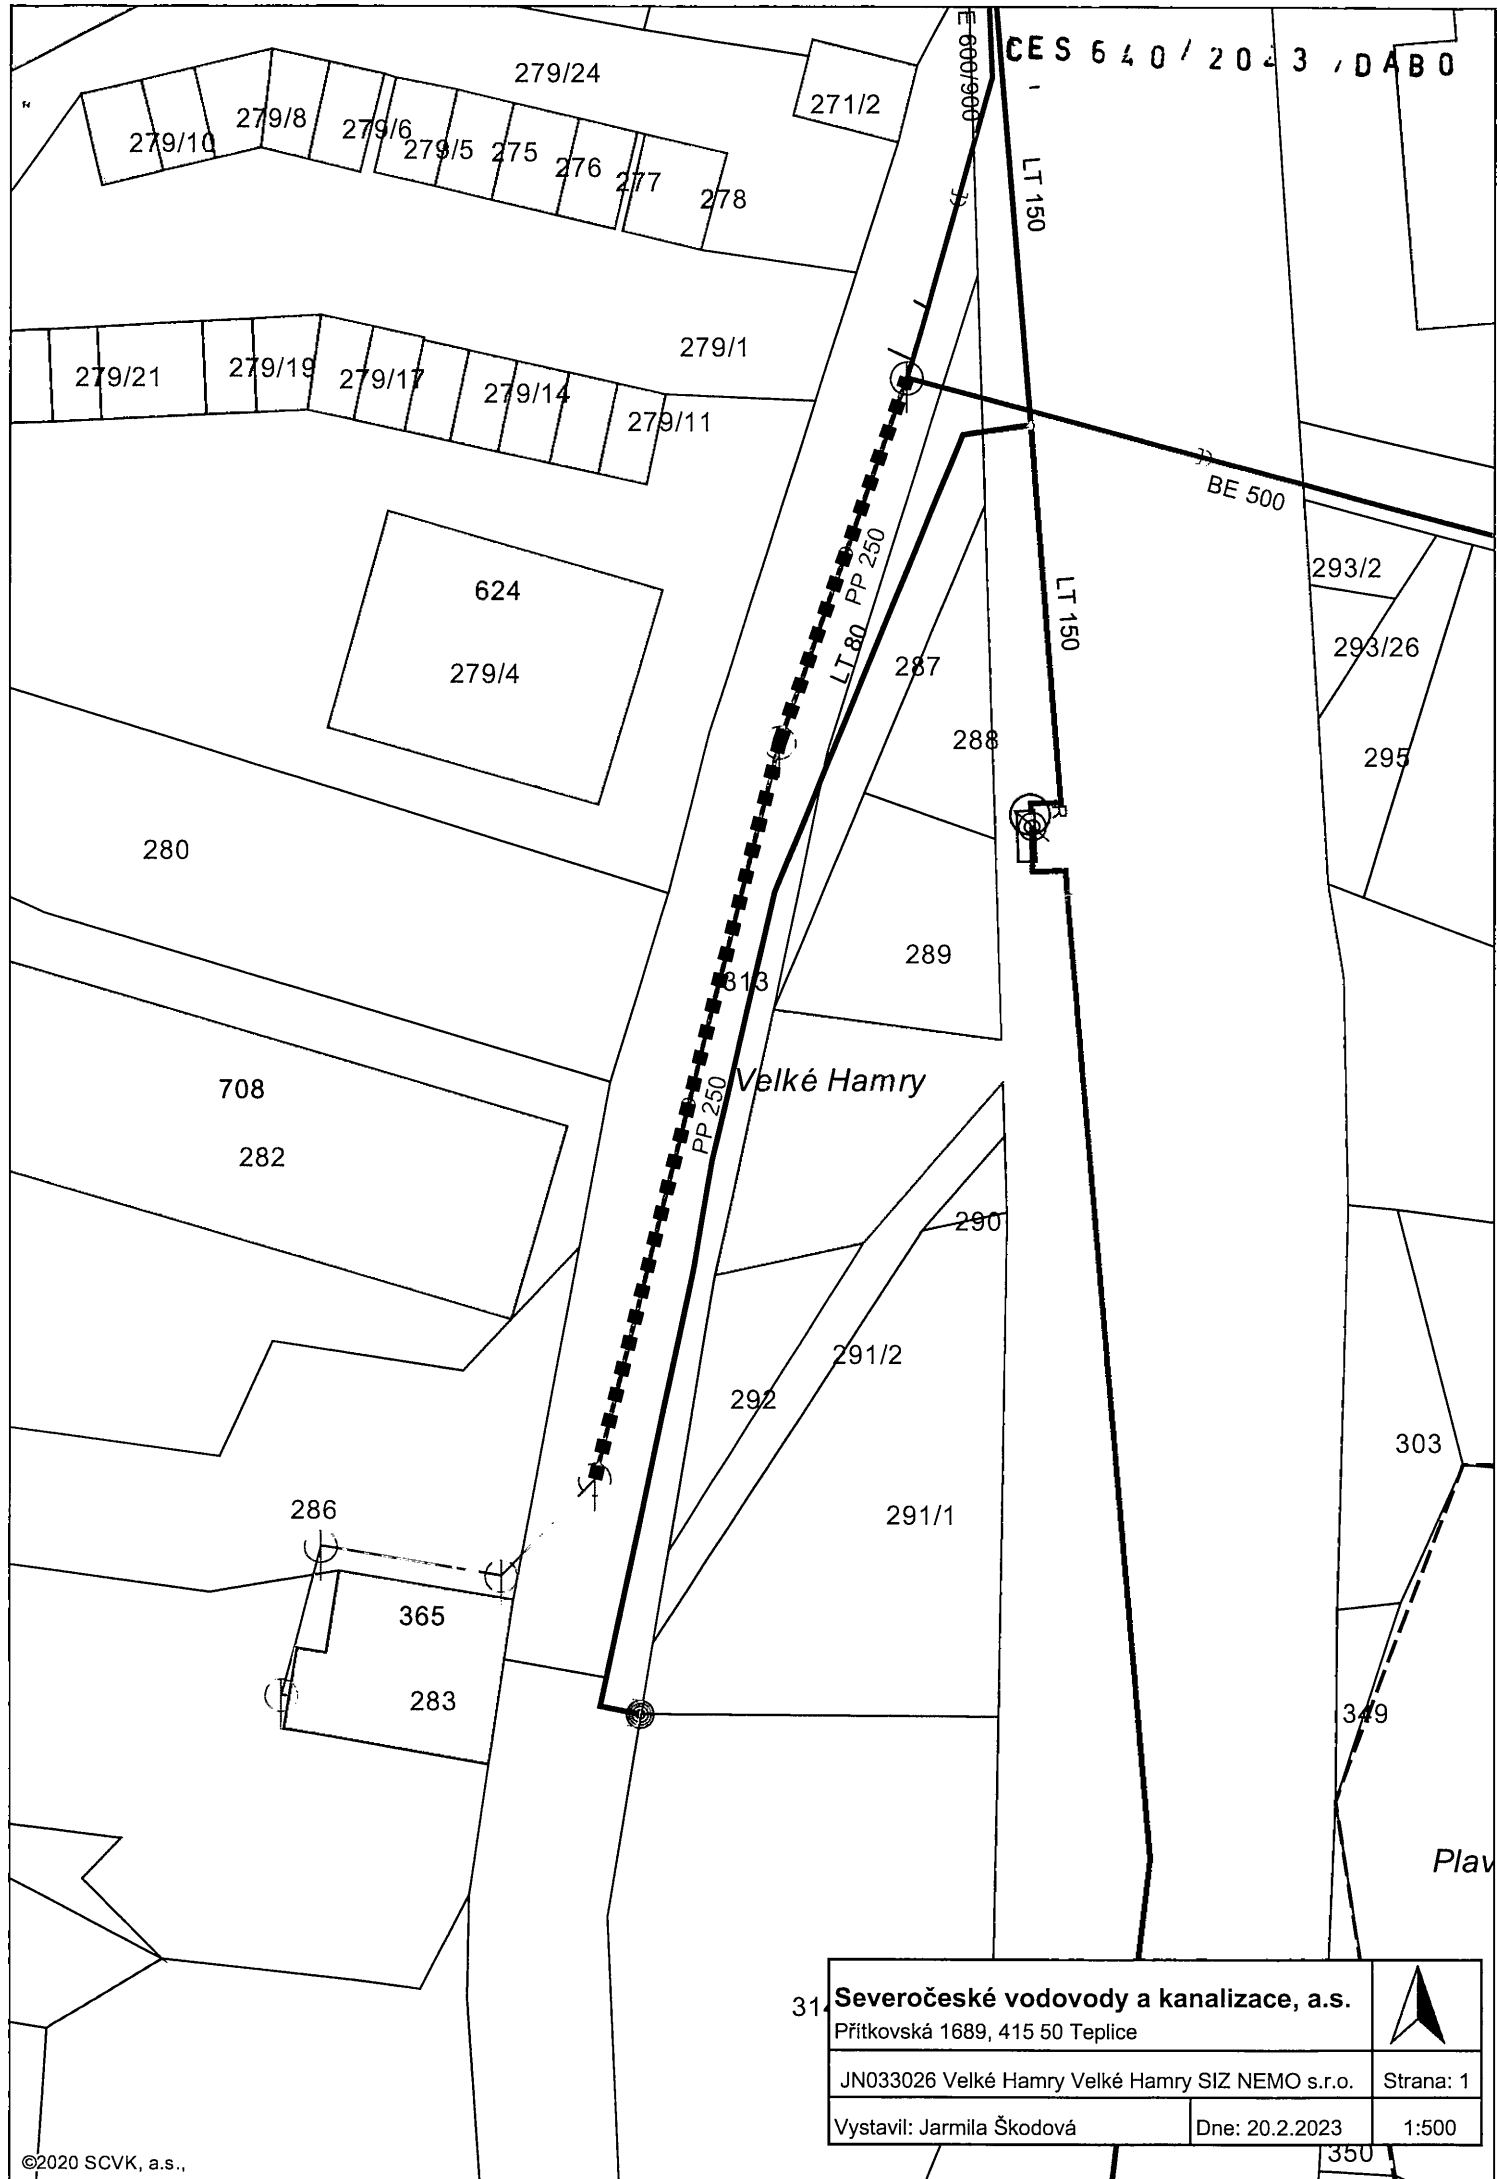 CES 640/2023/DABO
279/24
271/2
279/10
279/8
279/6
279/5
275
276
277
278
LT 150
279/1
279/21
279/19
279/17
279/14
279/11
BE 500
PP 250
LT 80
LT 150
293/2
293/26
295
624
279/4
287
288
280
289
313
Velké Hamry
PP 250
708
282
290
291/2
292
303
291/1
286
365
283
349
Plav
Severočeské vodovody a kanalizace, a.s.
Přítkovská 1689, 415 50 Teplice
JN033026 Velké Hamry Velké Hamry SIZ NEMO s.r.o. Strana: 1
Vystavil: Jarmila Škodová Dne: 20.2.2023 1:500
350
©2020 SCVK, a.s.,